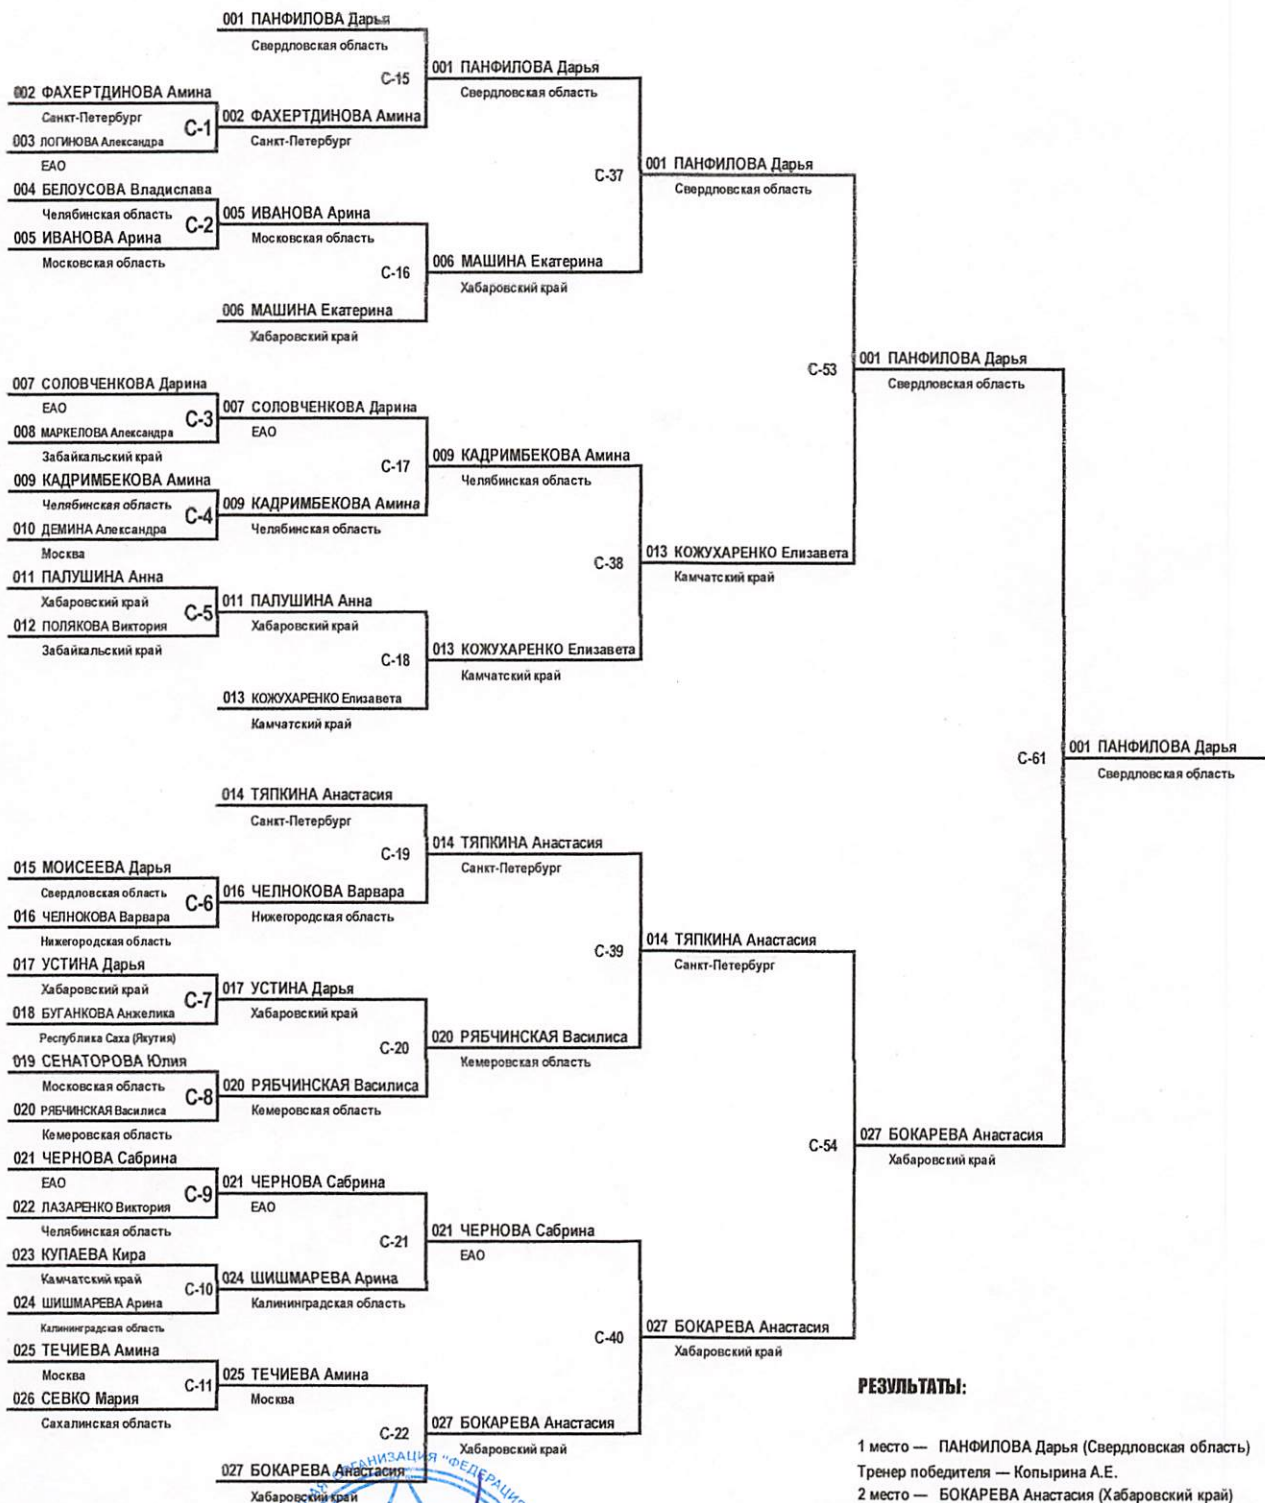 001 ПАНФИЛОВА Дарья
Свердловская область
002 ФАХЕРТДИНОВА Амина
Санкт-Петербург
003 ЛОГИНОВА Александра
ЕАО
С-1
004 БЕЛОУСОВА Владислава
Челябинская область
005 ИВАНОВА Арина
Московская область
С-2
002 ФАХЕРТДИНОВА Амина
Санкт-Петербург
С-15
005 ИВАНОВА Арина
Московская область
006 МАШИНА Екатерина
Хабаровский край
С-16
001 ПАНФИЛОВА Дарья
Свердловская область
006 МАШИНА Екатерина
Хабаровский край
С-37
001 ПАНФИЛОВА Дарья
Свердловская область
007 СОЛОВЧЕНКОВА Дарина
ЕАО
008 МАРКЕЛОВА Александра
Забайкальский край
С-3
009 КАДРИМБЕКОВА Амина
Челябинская область
010 ДЕМИНА Александра
Москва
С-4
011 ПАЛУШИНА Анна
Хабаровский край
012 ПОЛЯКОВА Виктория
Забайкальский край
С-5
007 СОЛОВЧЕНКОВА Дарина
ЕАО
009 КАДРИМБЕКОВА Амина
Челябинская область
С-17
011 ПАЛУШИНА Анна
Хабаровский край
013 КОЖУХАРЕНКО Елизавета
Камчатский край
С-18
009 КАДРИМБЕКОВА Амина
Челябинская область
013 КОЖУХАРЕНКО Елизавета
Камчатский край
С-38
013 КОЖУХАРЕНКО Елизавета
Камчатский край
С-53
001 ПАНФИЛОВА Дарья
Свердловская область
014 ТЯПКИНА Анастасия
Санкт-Петербург
015 МОИСЕЕВА Дарья
Свердловская область
016 ЧЕЛНОКОВА Варвара
Нижегородская область
С-6
017 УСТИНА Дарья
Хабаровский край
018 БУГАНКОВА Анжелика
Республика Саха (Якутия)
С-7
019 СЕНАТОРОВА Юлия
Московская область
020 РЯБЧИНСКАЯ Василиса
Кемеровская область
С-8
016 ЧЕЛНОКОВА Варвара
Нижегородская область
С-19
017 УСТИНА Дарья
Хабаровский край
020 РЯБЧИНСКАЯ Василиса
Кемеровская область
С-20
014 ТЯПКИНА Анастасия
Санкт-Петербург
020 РЯБЧИНСКАЯ Василиса
Кемеровская область
С-39
014 ТЯПКИНА Анастасия
Санкт-Петербург
021 ЧЕРНОВА Сабрина
ЕАО
022 ЛАЗАРЕНКО Виктория
Челябинская область
С-9
023 КУПАЕВА Кира
Камчатский край
024 ШИШМАРЕВА Арина
Калининградская область
С-10
025 ТЕЧИЕВА Амина
Москва
026 СЕВКО Мария
Сахалинская область
С-11
021 ЧЕРНОВА Сабрина
ЕАО
024 ШИШМАРЕВА Арина
Калининградская область
С-21
025 ТЕЧИЕВА Амина
Москва
027 БОКАРЕВА Анастасия
Хабаровский край
С-22
021 ЧЕРНОВА Сабрина
ЕАО
027 БОКАРЕВА Анастасия
Хабаровский край
С-40
027 БОКАРЕВА Анастасия
Хабаровский край
С-54
027 БОКАРЕВА Анастасия
Хабаровский край
С-61
001 ПАНФИЛОВА Дарья
Свердловская область
РЕЗУЛЬТАТЫ:
1 место — ПАНФИЛОВА Дарья (Свердловская область)
Тренер победителя — Копырина А.Е.
2 место — БОКАРЕВА Анастасия (Хабаровский край)
ОРГАНИЗАЦИЯ "ФЕДЕРАЦИЯ